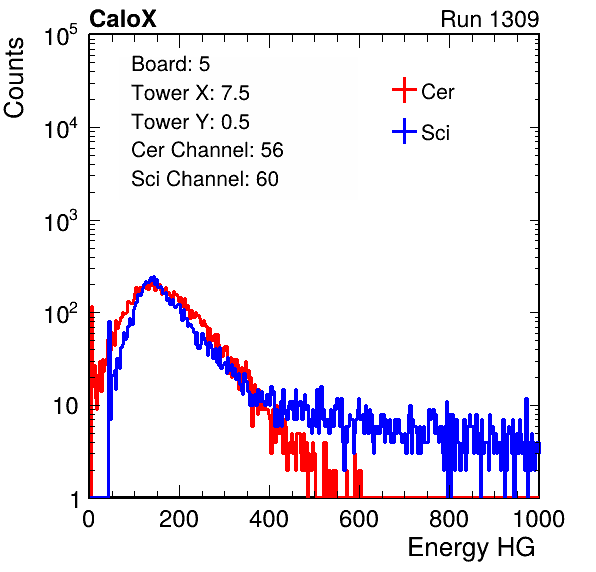 CaloX Run 1309
Board: 5
Tower X: 7.5
Tower Y: 0.5
Cer Channel: 56
Sci Channel: 60
Cer
Sci
Counts
10^5
10^4
10^3
10^2
10
1
0 200 400 600 800 1000
Energy HG